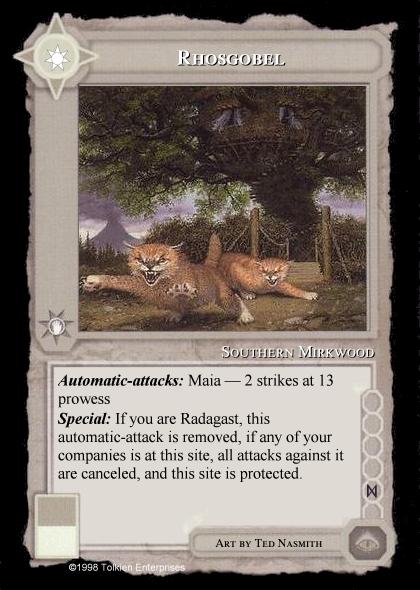 Rhosgobel
Southern Mirkwood
Automatic-attacks: Maia — 2 strikes at 13
prowess
Special: If you are Radagast, this
automatic-attack is removed, if any of your
companies is at this site, all attacks against it
are canceled, and this site is protected.
Art by Ted Nasmith
©1998 Tolkien Enterprises